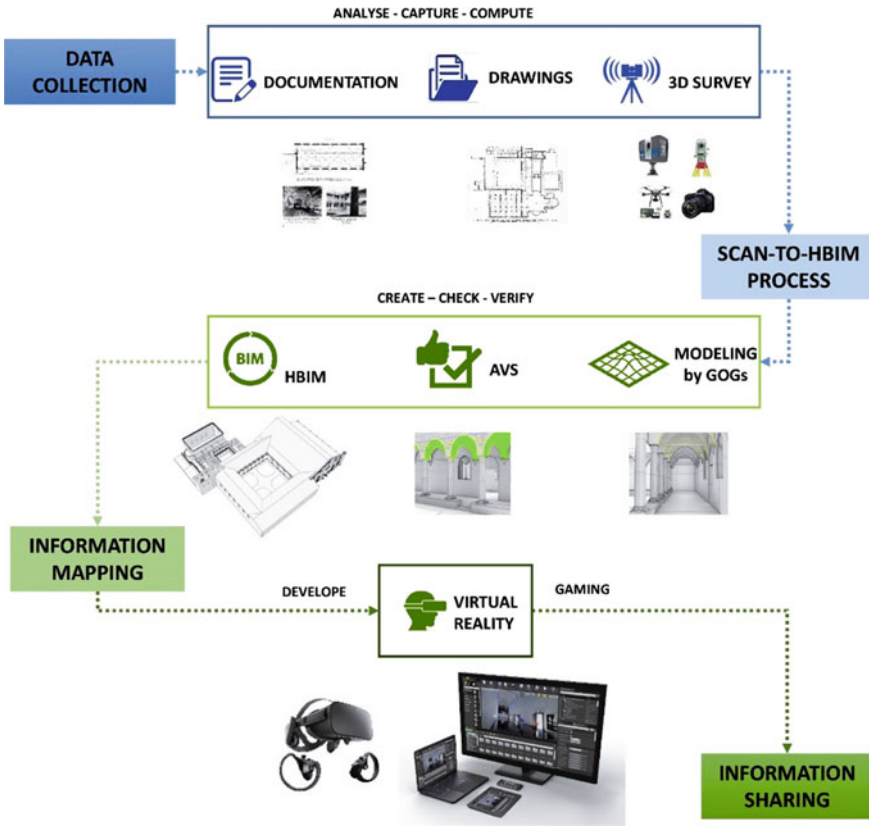 ANALYSE - CAPTURE - COMPUTE
DATA
COLLECTION
DOCUMENTATION
DRAWINGS
3D SURVEY
SCAN-TO-HBIM
PROCESS
CREATE – CHECK - VERIFY
BIM
HBIM
AVS
MODELING
by GOGs
INFORMATION
MAPPING
DEVELOPE
VIRTUAL
REALITY
GAMING
INFORMATION
SHARING